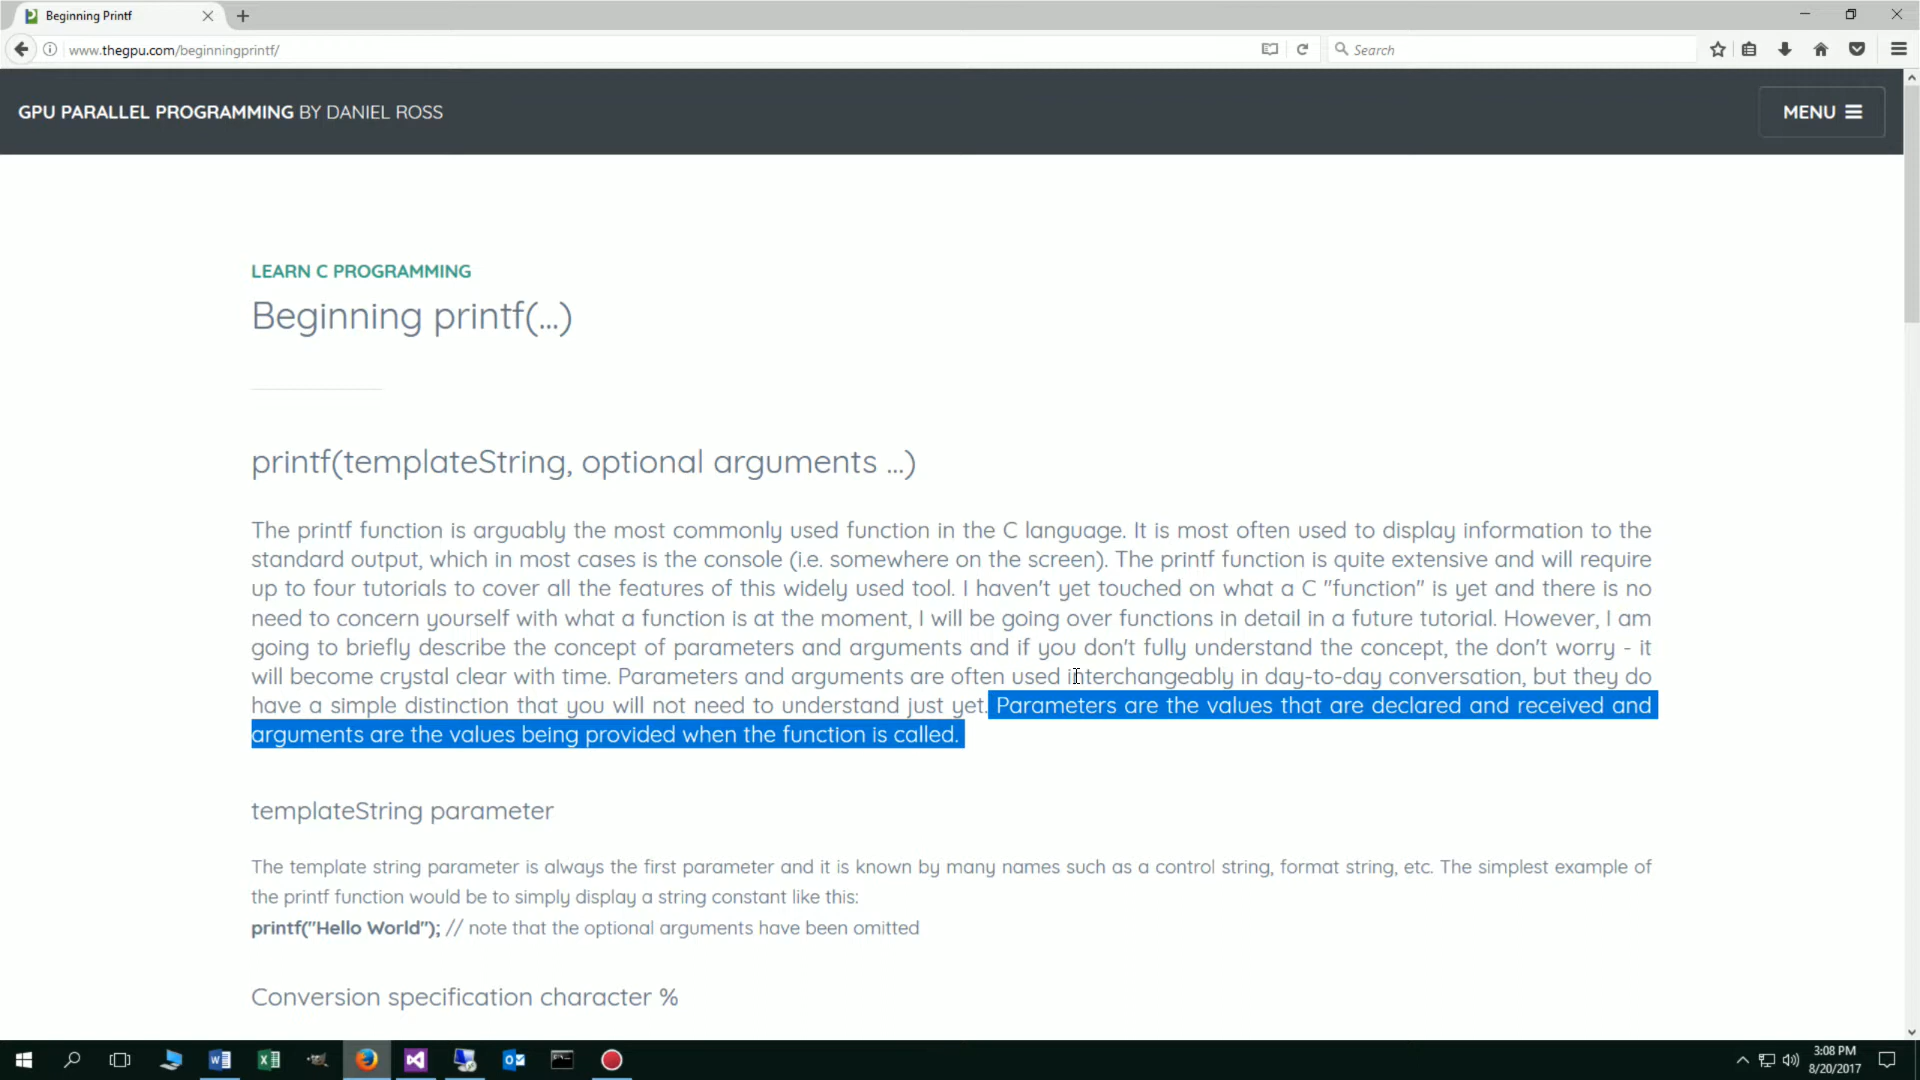 Beginning Printf
www.thegpu.com/beginningprintf/
Search
GPU PARALLEL PROGRAMMING BY DANIEL ROSS
MENU
LEARN C PROGRAMMING
Beginning printf(...)
printf(templateString, optional arguments ...)
The printf function is arguably the most commonly used function in the C language. It is most often used to display information to the
standard output, which in most cases is the console (i.e. somewhere on the screen). The printf function is quite extensive and will require
up to four tutorials to cover all the features of this widely used tool. I haven't yet touched on what a C "function" is yet and there is no
need to concern yourself with what a function is at the moment, I will be going over functions in detail in a future tutorial. However, I am
going to briefly describe the concept of parameters and arguments and if you don't fully understand the concept, the don't worry - it
will become crystal clear with time. Parameters and arguments are often used interchangeably in day-to-day conversation, but they do
have a simple distinction that you will not need to understand just yet. Parameters are the values that are declared and received and
arguments are the values being provided when the function is called.
templateString parameter
The template string parameter is always the first parameter and it is known by many names such as a control string, format string, etc. The simplest example of
the printf function would be to simply display a string constant like this:
printf("Hello World"); // note that the optional arguments have been omitted
Conversion specification character %
3:08 PM
8/20/2017